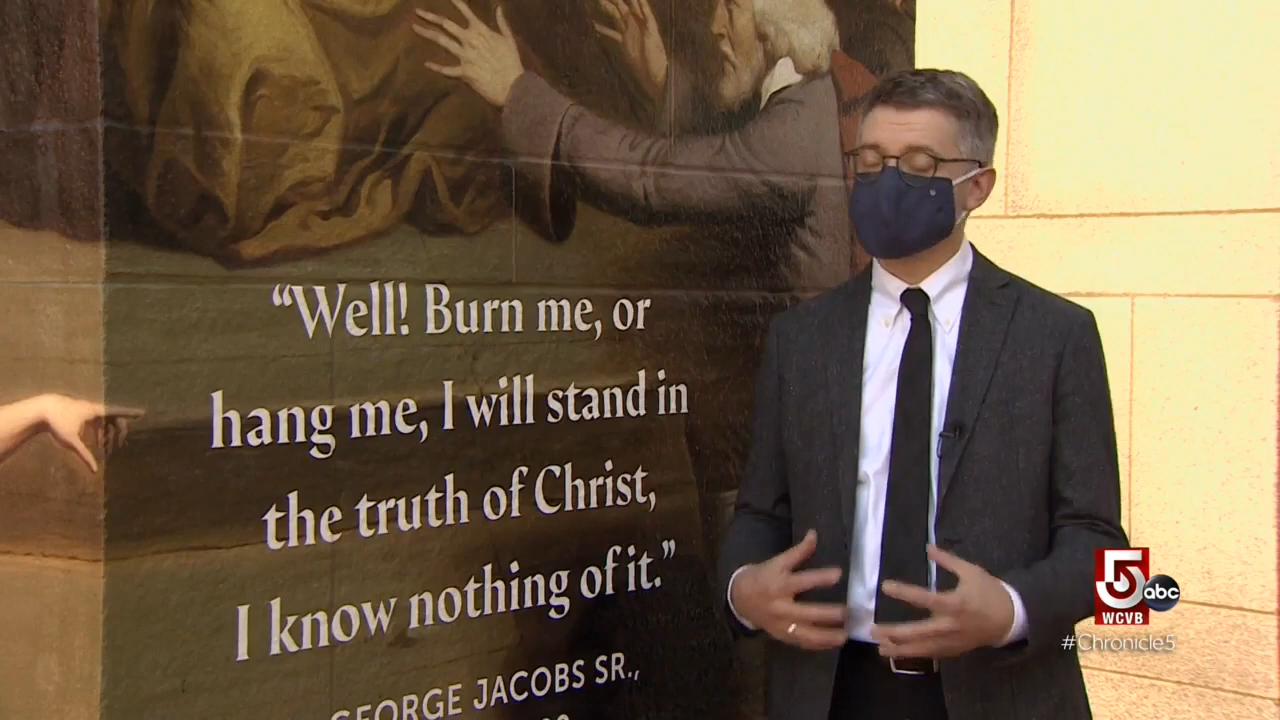 “Well! Burn me, or
hang me, I will stand in
the truth of Christ,
I know nothing of it.”
GEORGE JACOBS SR.,
5 abc
WCVB
#Chronicle5